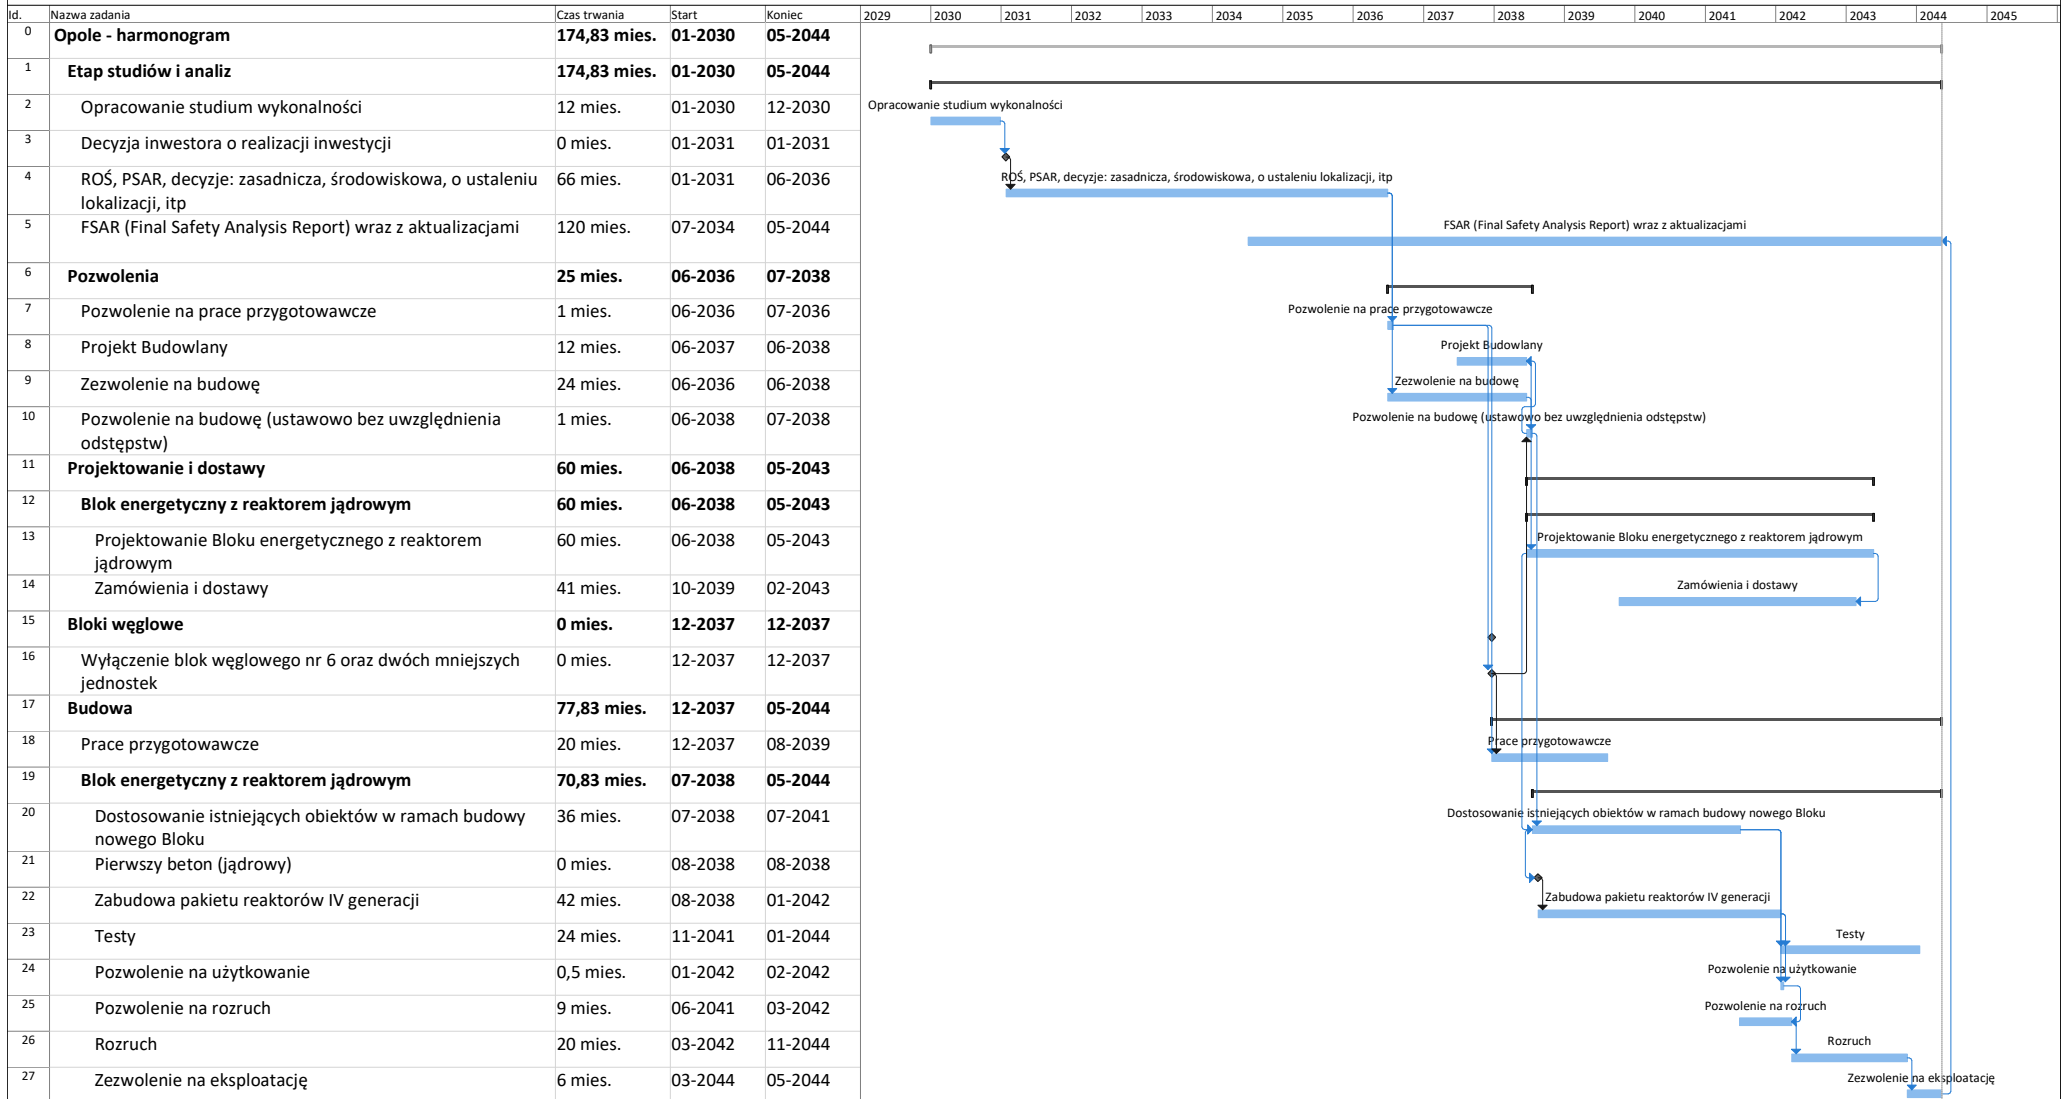 Id. Nazwa zadania Czas trwania Start Koniec 2029 2030 2031 2032 2033 2034 2035 2036 2037 2038 2039 2040 2041 2042 2043 2044 2045
0 Opole - harmonogram 174,83 mies. 01-2030 05-2044
1 Etap studiów i analiz 174,83 mies. 01-2030 05-2044
2 Opracowanie studium wykonalności 12 mies. 01-2030 12-2030 Opracowanie studium wykonalności
3 Decyzja inwestora o realizacji inwestycji 0 mies. 01-2031 01-2031
4 ROŚ, PSAR, decyzje: zasadnicza, środowiskowa, o ustaleniu 66 mies. 01-2031 06-2036 ROŚ, PSAR, decyzje: zasadnicza, środowiskowa, o ustaleniu lokalizacji, itp
lokalizacji, itp
5 FSAR (Final Safety Analysis Report) wraz z aktualizacjami 120 mies. 07-2034 05-2044 FSAR (Final Safety Analysis Report) wraz z aktualizacjami
6 Pozwolenia 25 mies. 06-2036 07-2038
7 Pozwolenie na prace przygotowawcze 1 mies. 06-2036 07-2036 Pozwolenie na prace przygotowawcze
8 Projekt Budowlany 12 mies. 06-2037 06-2038 Projekt Budowlany
9 Zezwolenie na budowę 24 mies. 06-2036 06-2038 Zezwolenie na budowę
10 Pozwolenie na budowę (ustawowo bez uwzględnienia 1 mies. 06-2038 07-2038 Pozwolenie na budowę (ustawowo bez uwzględnienia odstępstw)
odstępstw)
11 Projektowanie i dostawy 60 mies. 06-2038 05-2043
12 Blok energetyczny z reaktorem jądrowym 60 mies. 06-2038 05-2043
13 Projektowanie Bloku energetycznego z reaktorem 60 mies. 06-2038 05-2043 Projektowanie Bloku energetycznego z reaktorem jądrowym
jądrowym
14 Zamówienia i dostawy 41 mies. 10-2039 02-2043 Zamówienia i dostawy
15 Bloki węglowe 0 mies. 12-2037 12-2037
16 Wyłączenie blok węglowego nr 6 oraz dwóch mniejszych 0 mies. 12-2037 12-2037
jednostek
17 Budowa 77,83 mies. 12-2037 05-2044
18 Prace przygotowawcze 20 mies. 12-2037 08-2039 Prace przygotowawcze
19 Blok energetyczny z reaktorem jądrowym 70,83 mies. 07-2038 05-2044
20 Dostosowanie istniejących obiektów w ramach budowy 36 mies. 07-2038 07-2041 Dostosowanie istniejących obiektów w ramach budowy nowego Bloku
nowego Bloku
21 Pierwszy beton (jądrowy) 0 mies. 08-2038 08-2038
22 Zabudowa pakietu reaktorów IV generacji 42 mies. 08-2038 01-2042 Zabudowa pakietu reaktorów IV generacji
23 Testy 24 mies. 11-2041 01-2044 Testy
24 Pozwolenie na użytkowanie 0,5 mies. 01-2042 02-2042 Pozwolenie na użytkowanie
25 Pozwolenie na rozruch 9 mies. 06-2041 03-2042 Pozwolenie na rozruch
26 Rozruch 20 mies. 03-2042 11-2044 Rozruch
27 Zezwolenie na eksploatację 6 mies. 03-2044 05-2044 Zezwolenie na eksploatację